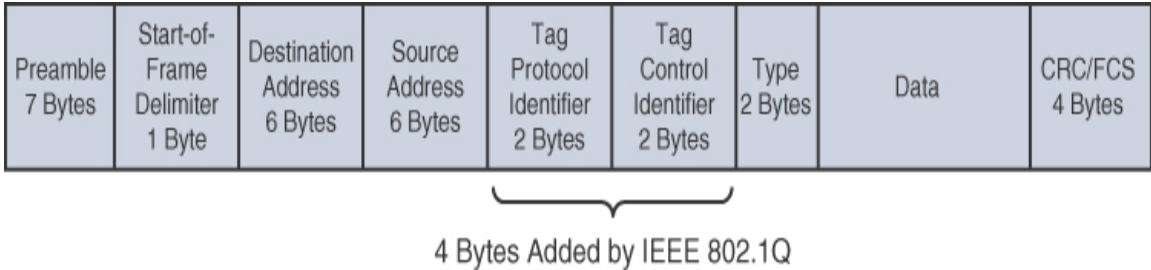 Preamble
7 Bytes
Start-of-
Frame
Delimiter
1 Byte
Destination
Address
6 Bytes
Source
Address
6 Bytes
Tag
Protocol
Identifier
2 Bytes
Tag
Control
Identifier
2 Bytes
Type
2 Bytes
Data
CRC/FCS
4 Bytes
4 Bytes Added by IEEE 802.1Q